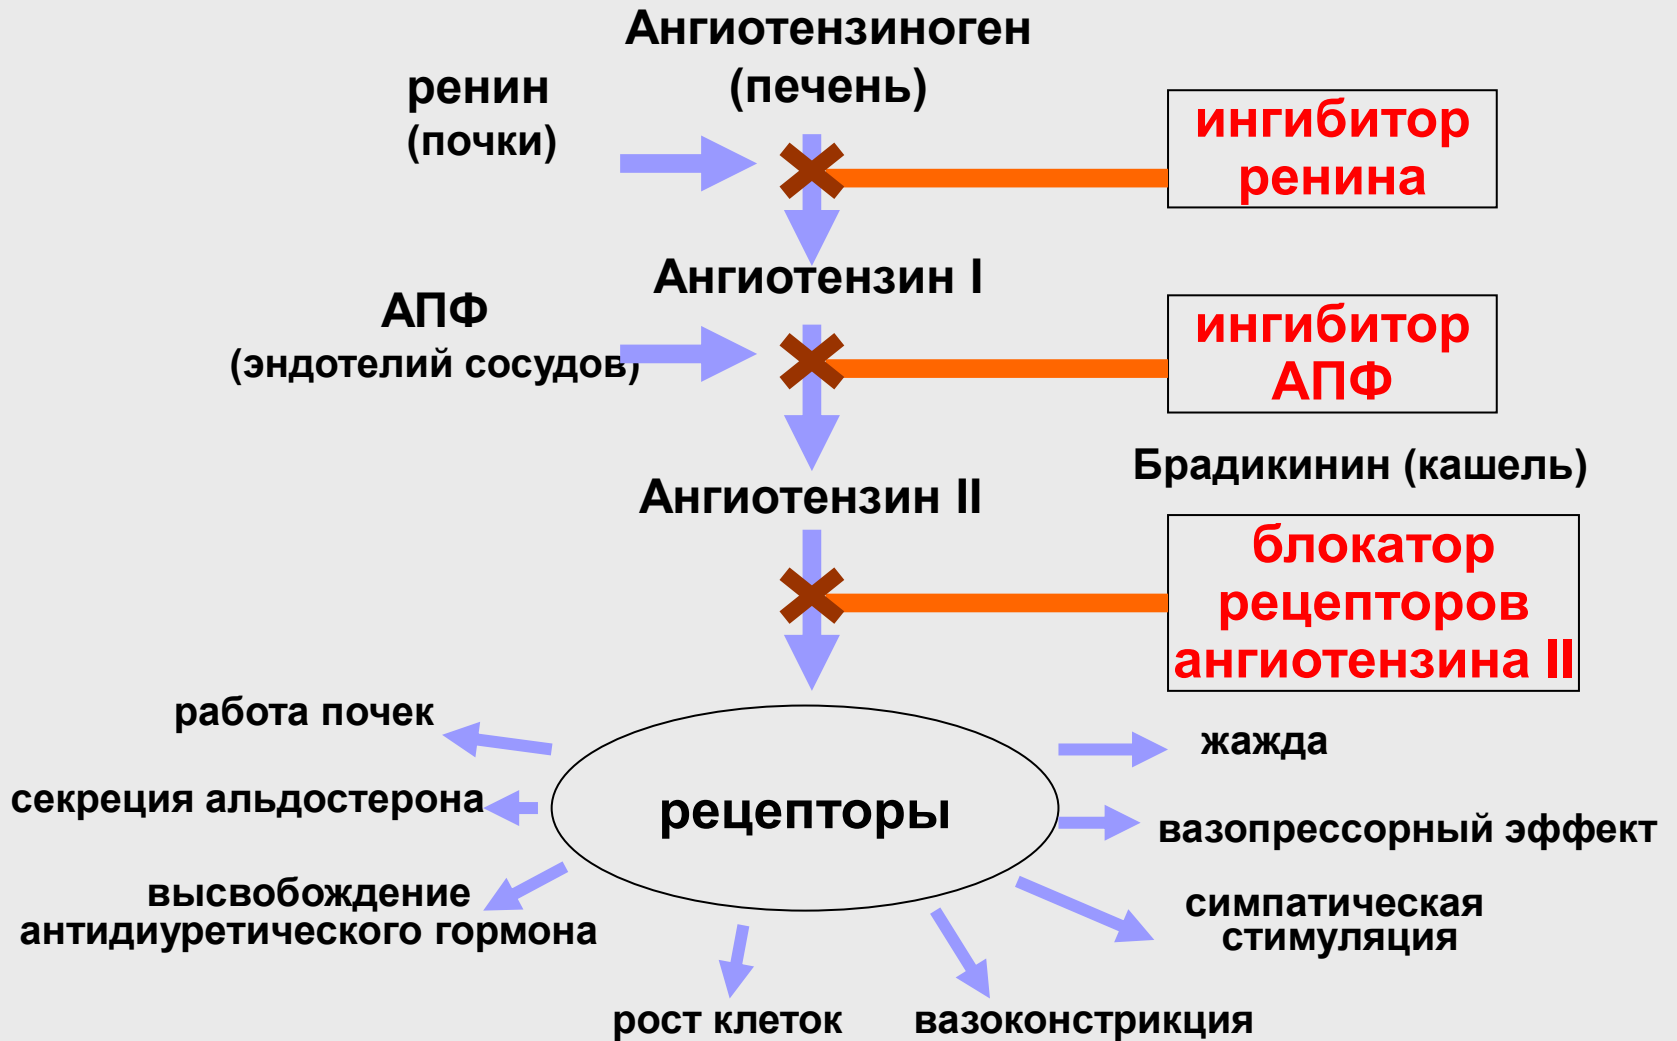 Ангиотензиноген
(печень)
ренин
(почки)
ингибитор
ренина
Ангиотензин I
АПФ
(эндотелий сосудов)
ингибитор
АПФ
Брадикинин (кашель)
Ангиотензин II
блокатор
рецепторов
ангиотензина II
работа почек
жажда
секреция альдостерона
рецепторы
вазопрессорный эффект
высвобождение
антидиуретического гормона
симпатическая
стимуляция
рост клеток
вазоконстрикция